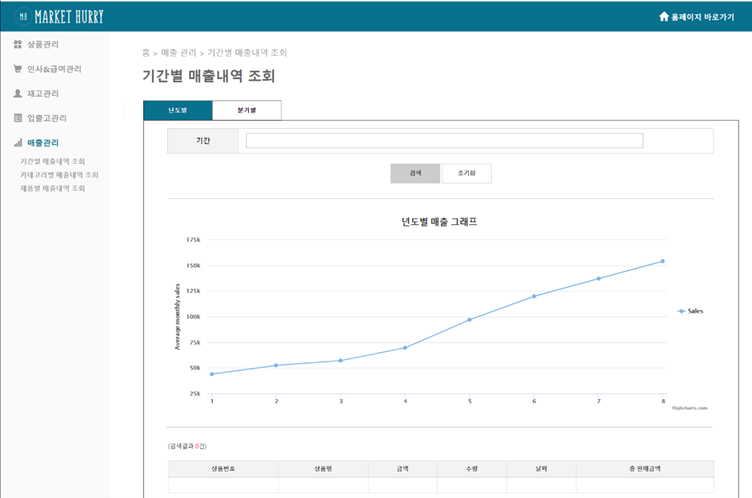 MH MARKET HURRY
홈페이지 바로가기
상품관리
인사&급여관리
재고관리
입출고관리
매출관리
기간별 매출내역 조회
카테고리별 매출내역 조회
제품별 매출내역 조회
홈 > 매출 관리 > 기간별 매출내역 조회
기간별 매출내역 조회
년도별 분기별
기간
검색 초기화
년도별 매출 그래프
Average monthly sales
175k
150k
125k
100k
75k
50k
25k
1 2 3 4 5 6 7 8
Sales
Highcharts.com
(검색결과 0건)
상품번호 상품명 금액 수량 날짜 총 판매금액